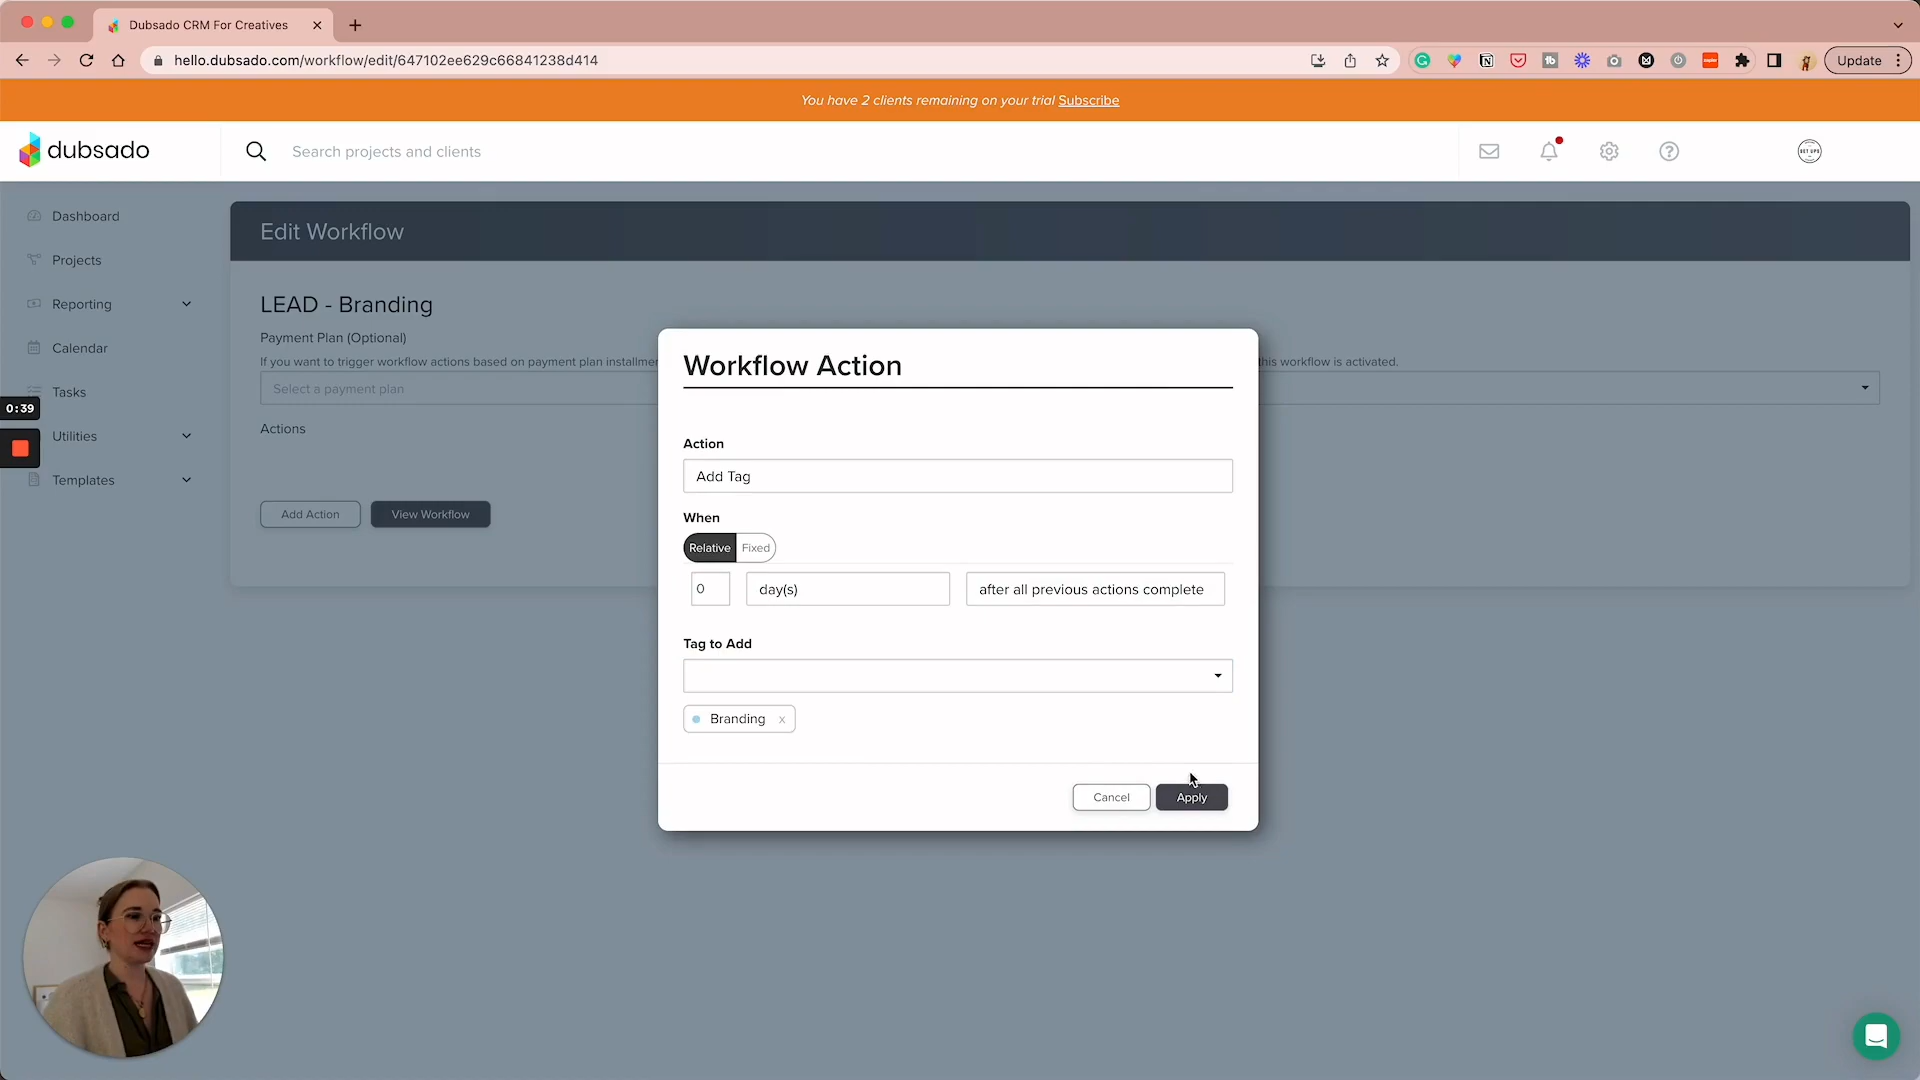 Dubsado CRM For Creatives
hello.dubsado.com/workflow/edit/647102ee629c66841238d414
Update
You have 2 clients remaining on your trial Subscribe
dubsado
Search projects and clients
Dashboard
Projects
Reporting
Calendar
Tasks
0:39
Utilities
Templates
Edit Workflow
LEAD - Branding
Payment Plan (Optional)
If you want to trigger workflow actions based on payment plan installmen
this workflow is activated.
Select a payment plan
Actions
Add Action
View Workflow
Workflow Action
Action
Add Tag
When
Relative
Fixed
0
day(s)
after all previous actions complete
Tag to Add
Branding x
Cancel
Apply